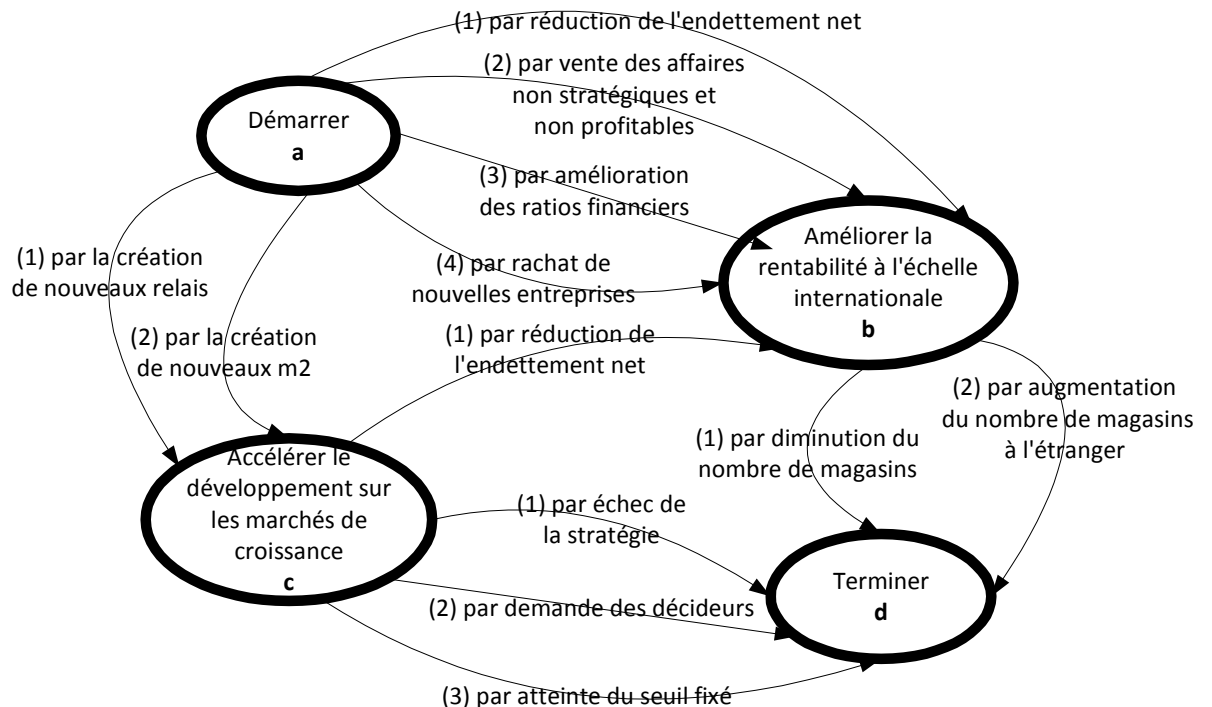 (1) par réduction de l'endettement net
(2) par vente des affaires
non stratégiques et
non profitables
Démarrer
a
(3) par amélioration
des ratios financiers
Améliorer la
rentabilité à l'échelle
internationale
b
(1) par la création
de nouveaux relais
(4) par rachat de
nouvelles entreprises
(2) par la création
de nouveaux m2
(1) par réduction de
l'endettement net
(2) par augmentation
du nombre de magasins
à l'étranger
(1) par diminution du
nombre de magasins
Accélérer le
développement sur
les marchés de
croissance
c
(1) par échec de
la stratégie
Terminer
d
(2) par demande des décideurs
(3) par atteinte du seuil fixé